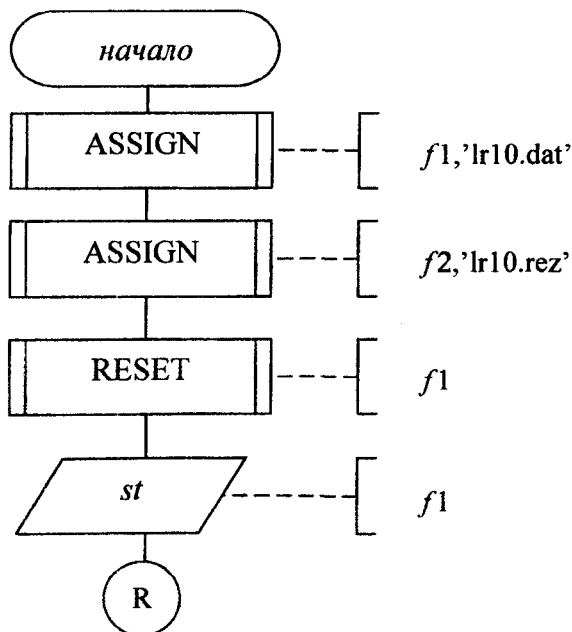 начало
ASSIGN
f1,’lr10.dat’
ASSIGN
f2,’lr10.rez’
RESET
f1
st
f1
R